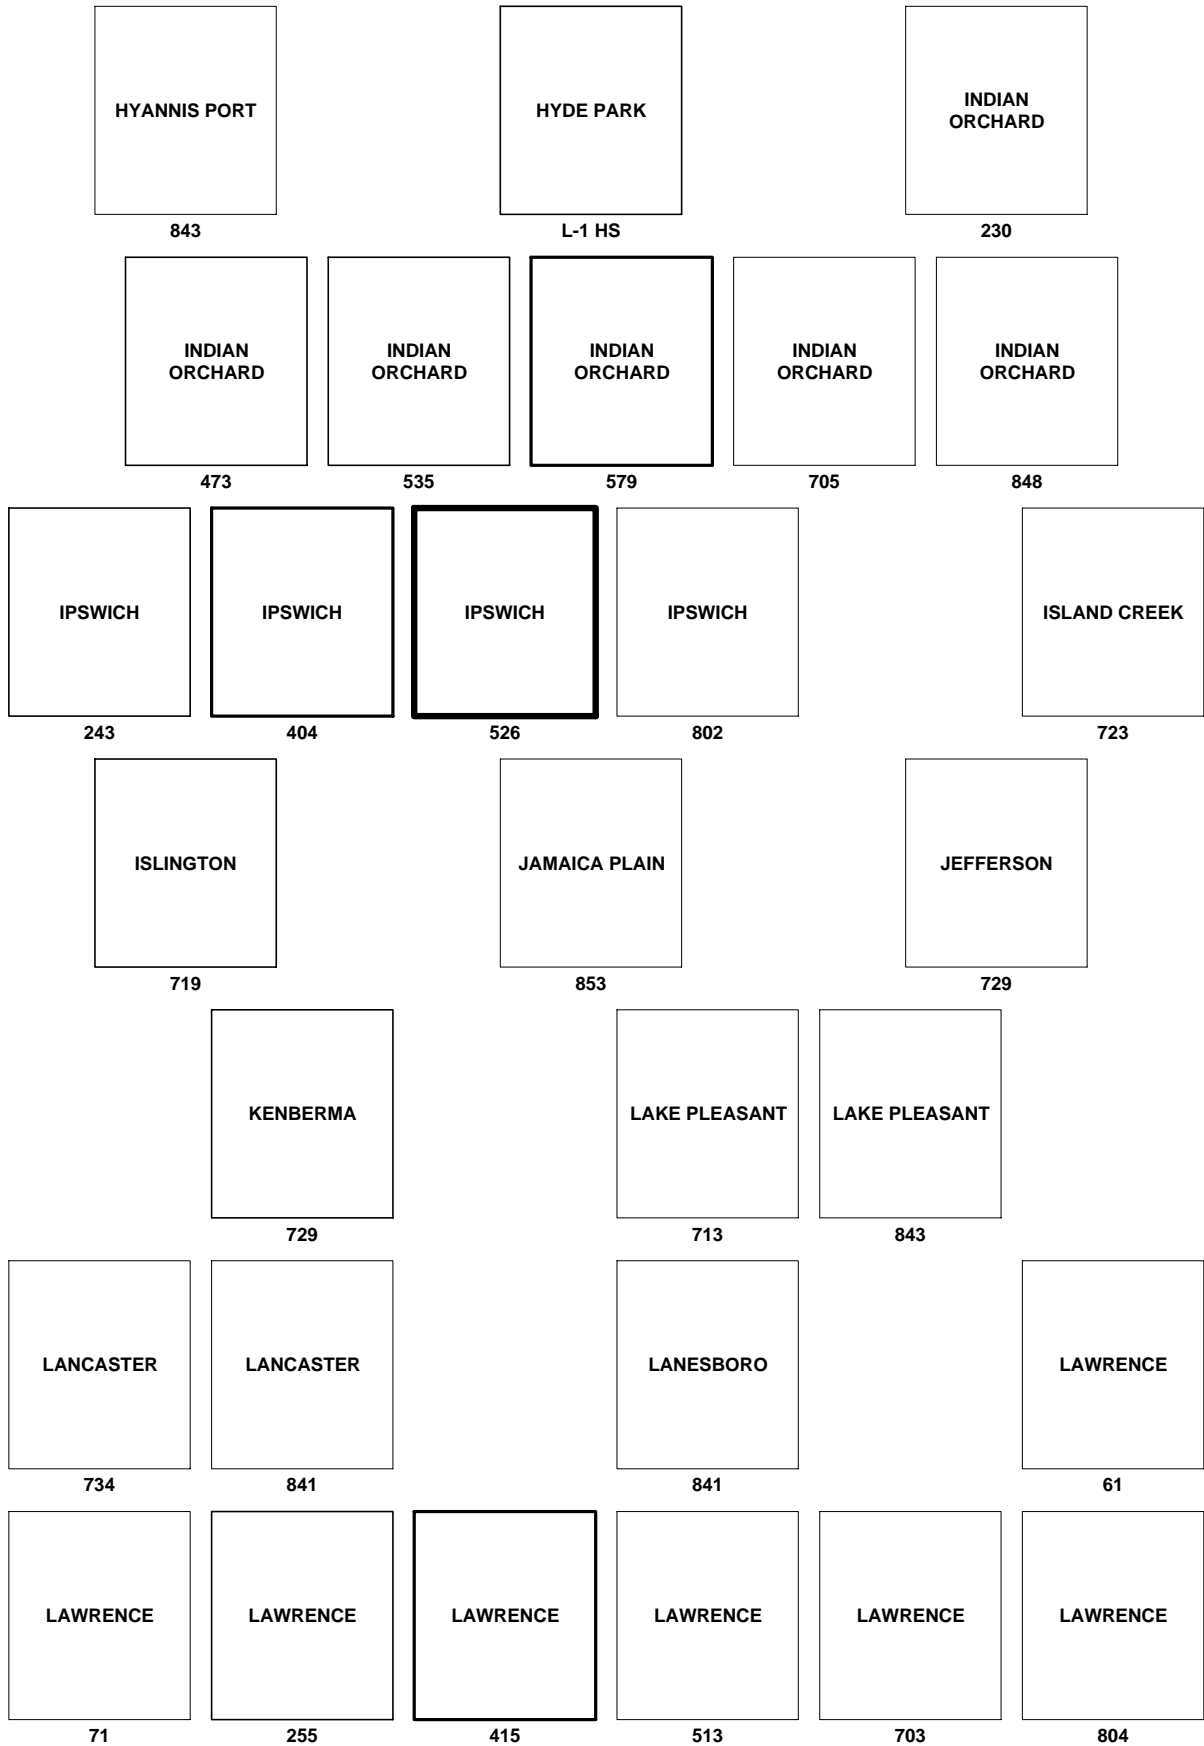 HYANNIS PORT
843
HYDE PARK
L-1 HS
INDIAN
ORCHARD
230
INDIAN
ORCHARD
473
INDIAN
ORCHARD
535
INDIAN
ORCHARD
579
INDIAN
ORCHARD
705
INDIAN
ORCHARD
848
IPSWICH
243
IPSWICH
404
IPSWICH
526
IPSWICH
802
ISLAND CREEK
723
ISLINGTON
719
JAMAICA PLAIN
853
JEFFERSON
729
KENBERMA
729
LAKE PLEASANT
713
LAKE PLEASANT
843
LANCASTER
734
LANCASTER
841
LANESBORO
841
LAWRENCE
61
LAWRENCE
71
LAWRENCE
255
LAWRENCE
415
LAWRENCE
513
LAWRENCE
703
LAWRENCE
804